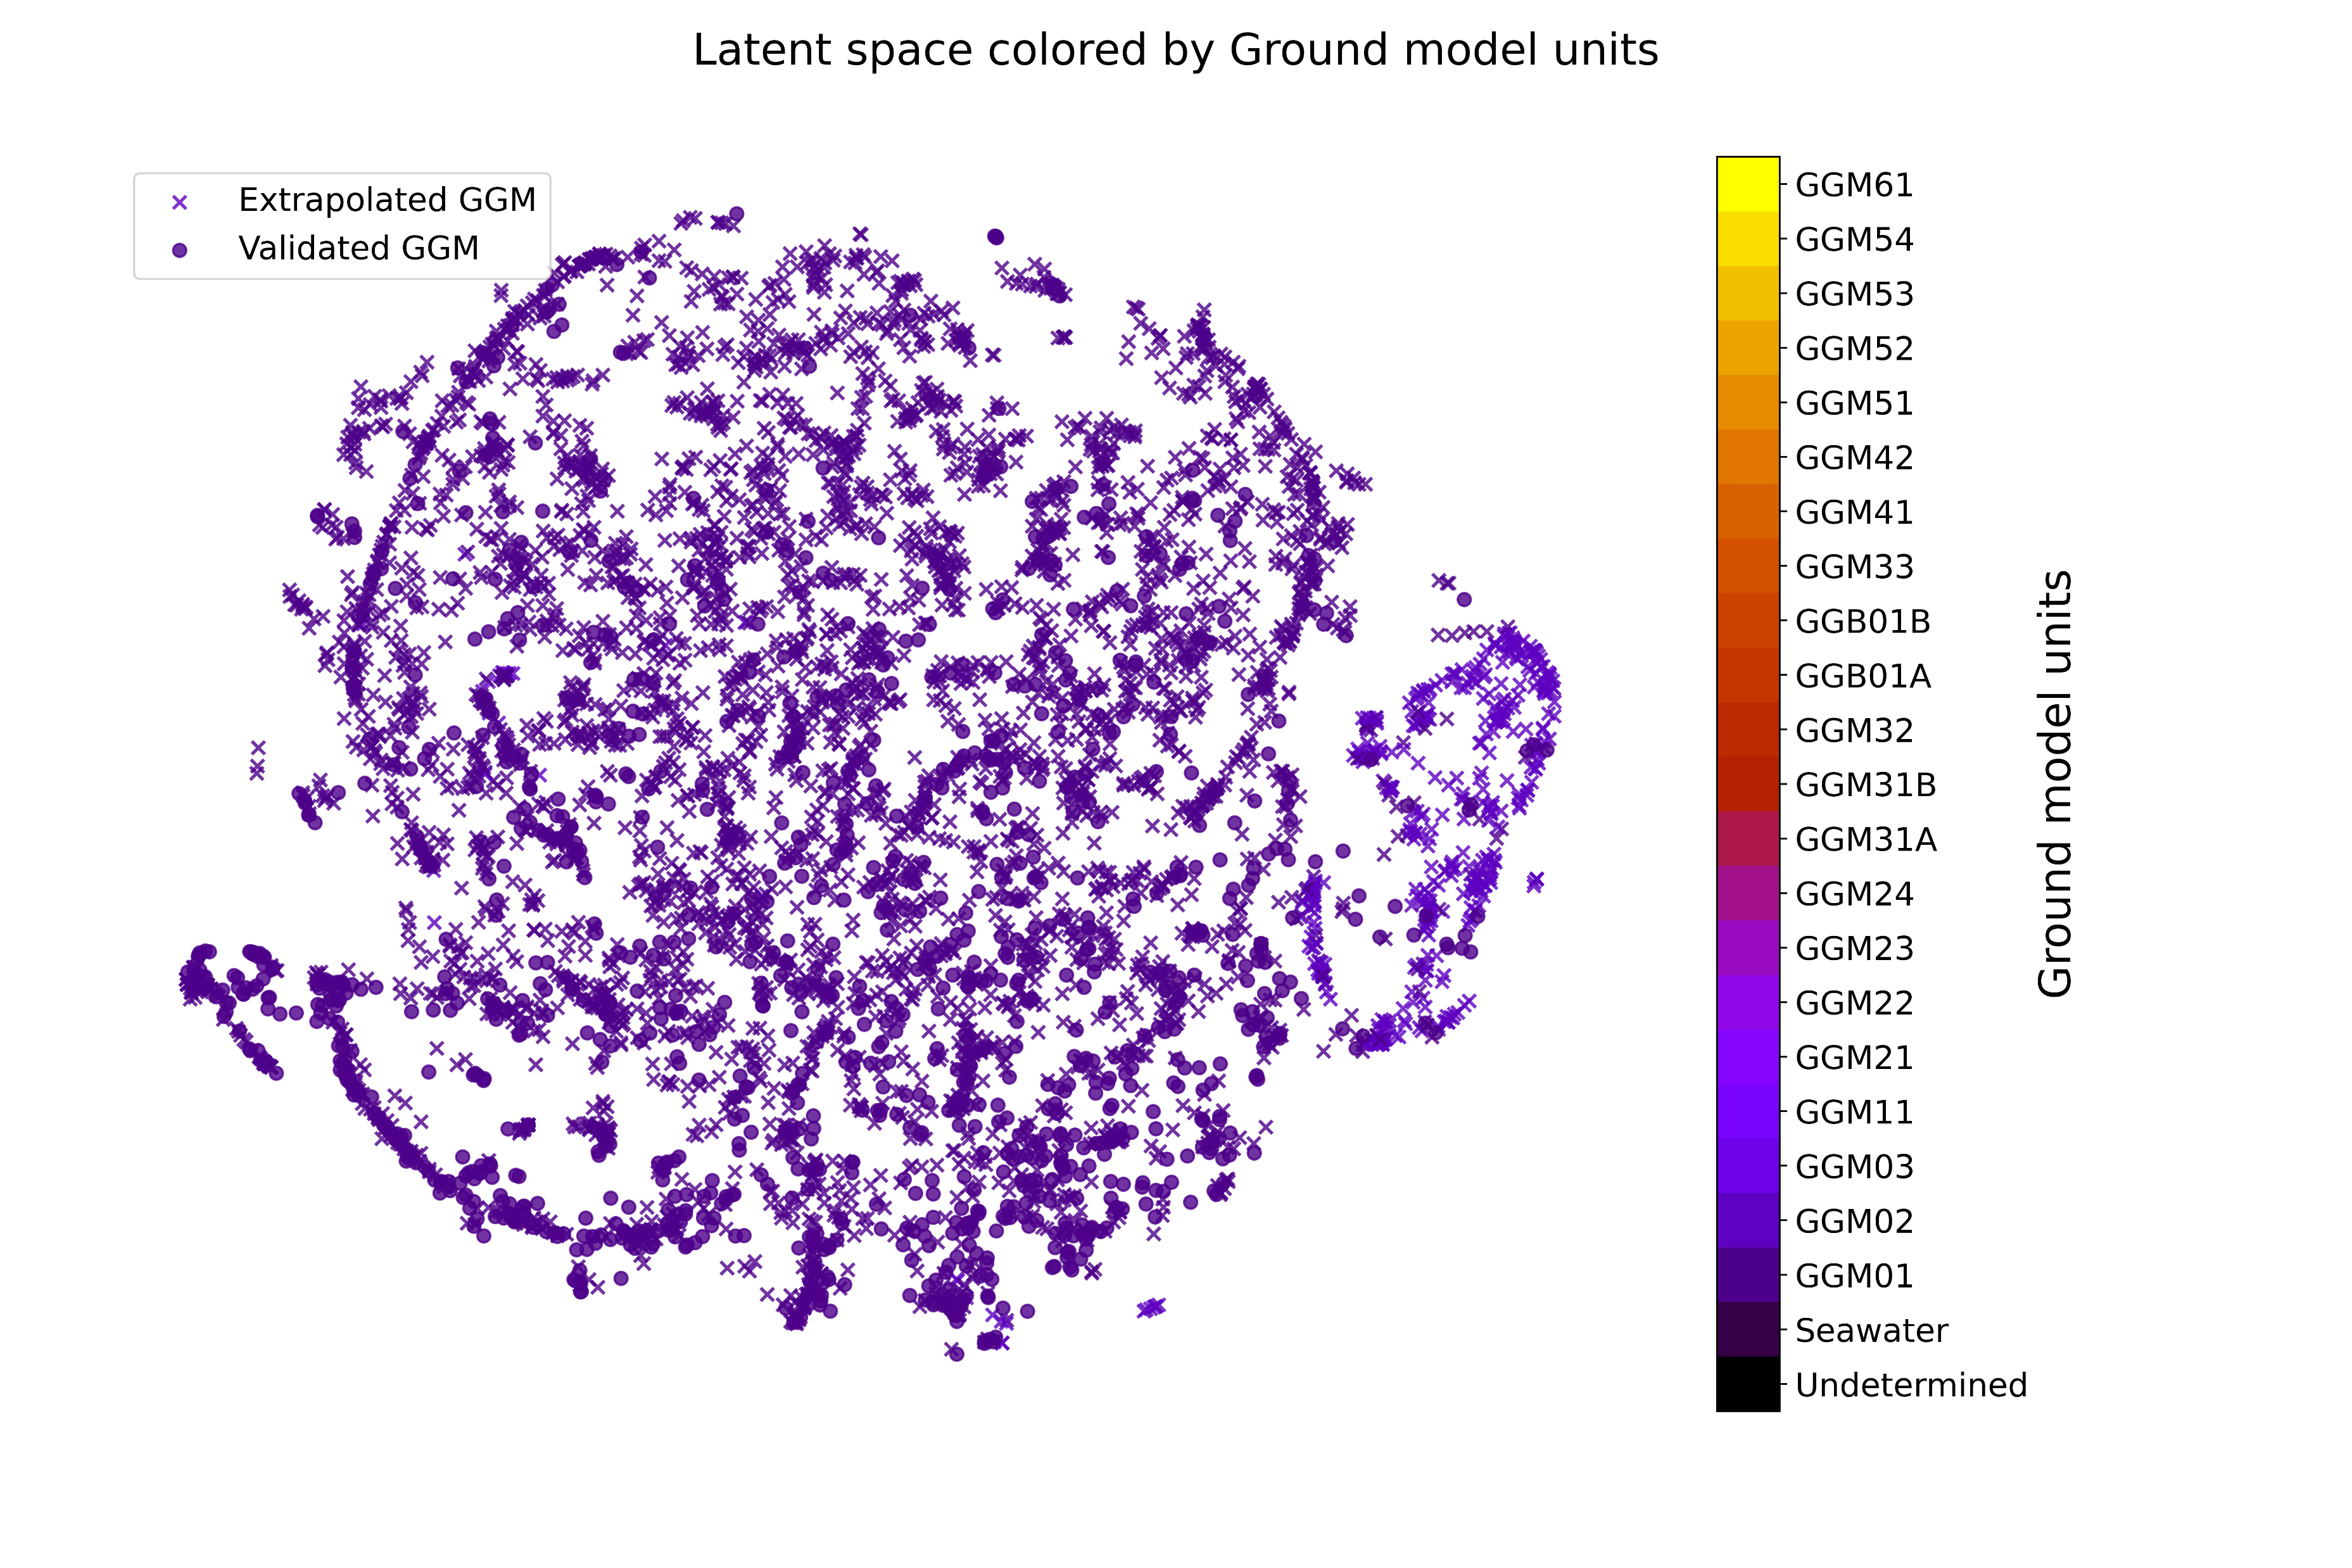 Latent space colored by Ground model units
Extrapolated GGM
Validated GGM
GGM61
GGM54
GGM53
GGM52
GGM51
GGM42
GGM41
GGM33
GGB01B
GGB01A
GGM32
GGM31B
GGM31A
GGM24
GGM23
GGM22
GGM21
GGM11
GGM03
GGM02
GGM01
Seawater
Undetermined
Ground model units